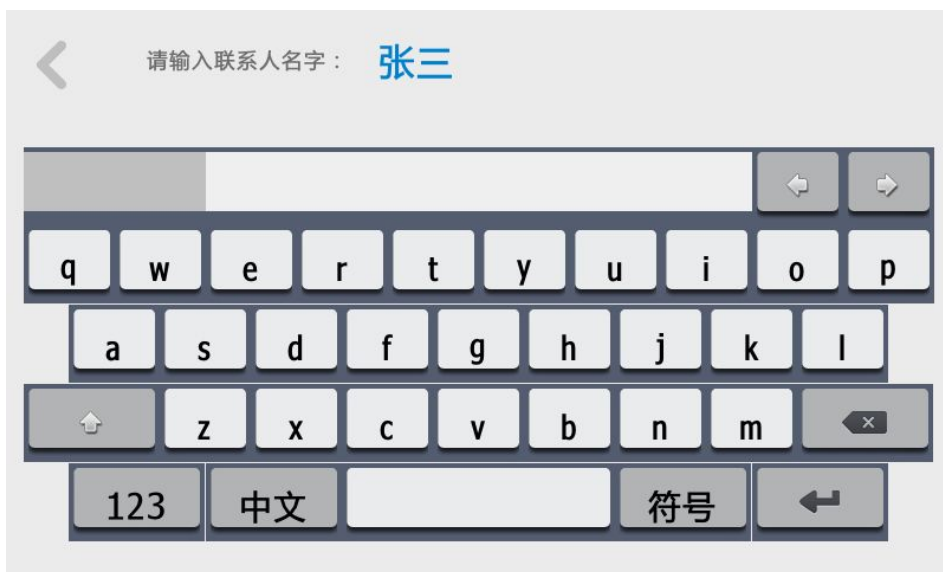 请输入联系人名字： 张三
q w e r t y u i o p
a s d f g h j k l
z x c v b n m
123 中文 符号